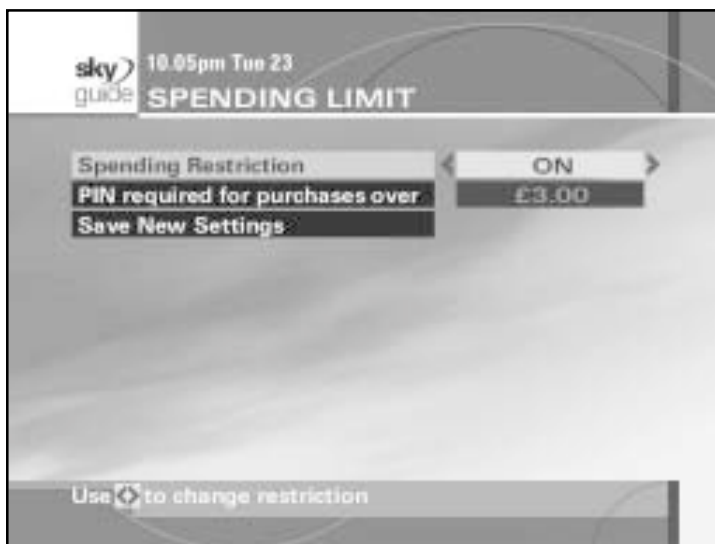 sky
guide
10.05pm Tue 23
SPENDING LIMIT
Spending Restriction ON
PIN required for purchases over £3.00
Save New Settings
Use to change restriction